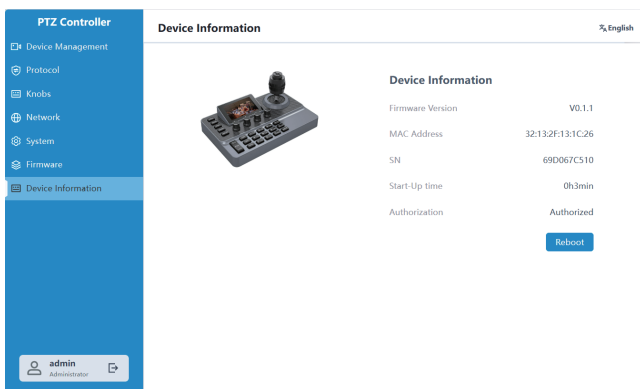 PTZ Controller
Device Information
English
Device Management
Protocol
Knobs
Network
System
Firmware
Device Information
Device Information
Firmware Version V0.1.1
MAC Address 32:13:2F:13:1C:26
SN 69D067C510
Start-Up time 0h3min
Authorization Authorized
Reboot
admin
Administrator